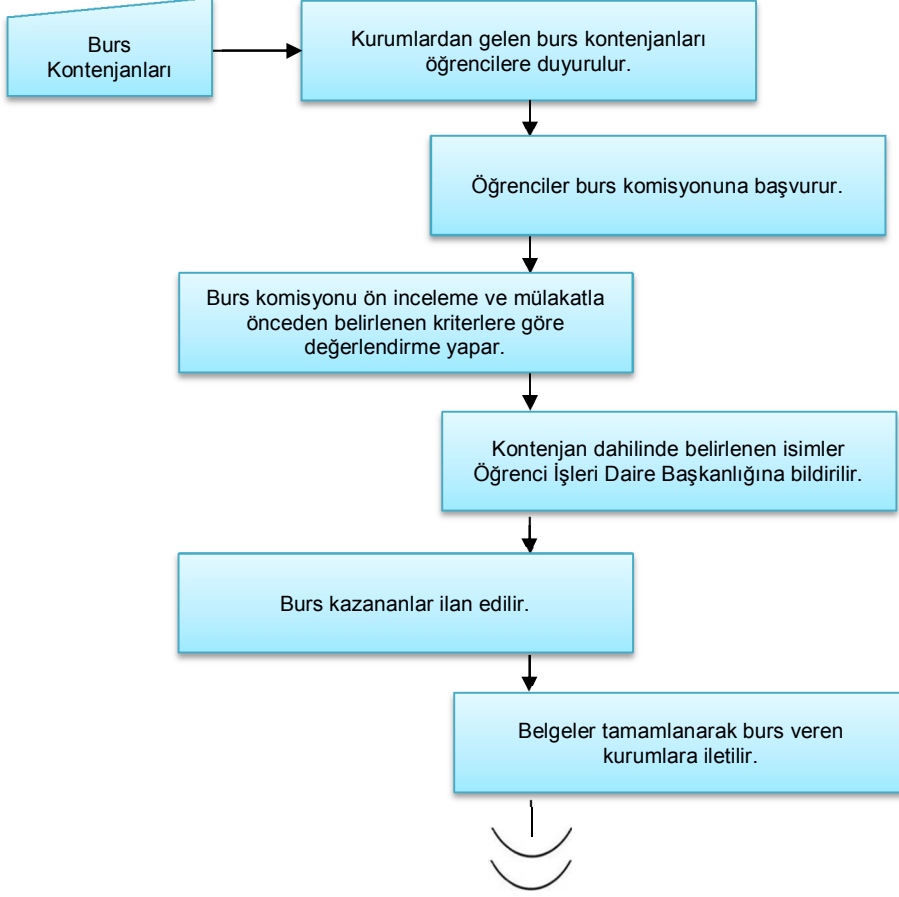 Burs
Kontenjanları
Kurumlardan gelen burs kontenjanları
öğrencilere duyurulur.
Öğrenciler burs komisyonuna başvurur.
Burs komisyonu ön inceleme ve mülakatla
önceden belirlenen kriterlere göre
değerlendirme yapar.
Kontenjan dahilinde belirlenen isimler
Öğrenci İşleri Daire Başkanlığına bildirilir.
Burs kazananlar ilan edilir.
Belgeler tamamlanarak burs veren
kurumlara iletilir.